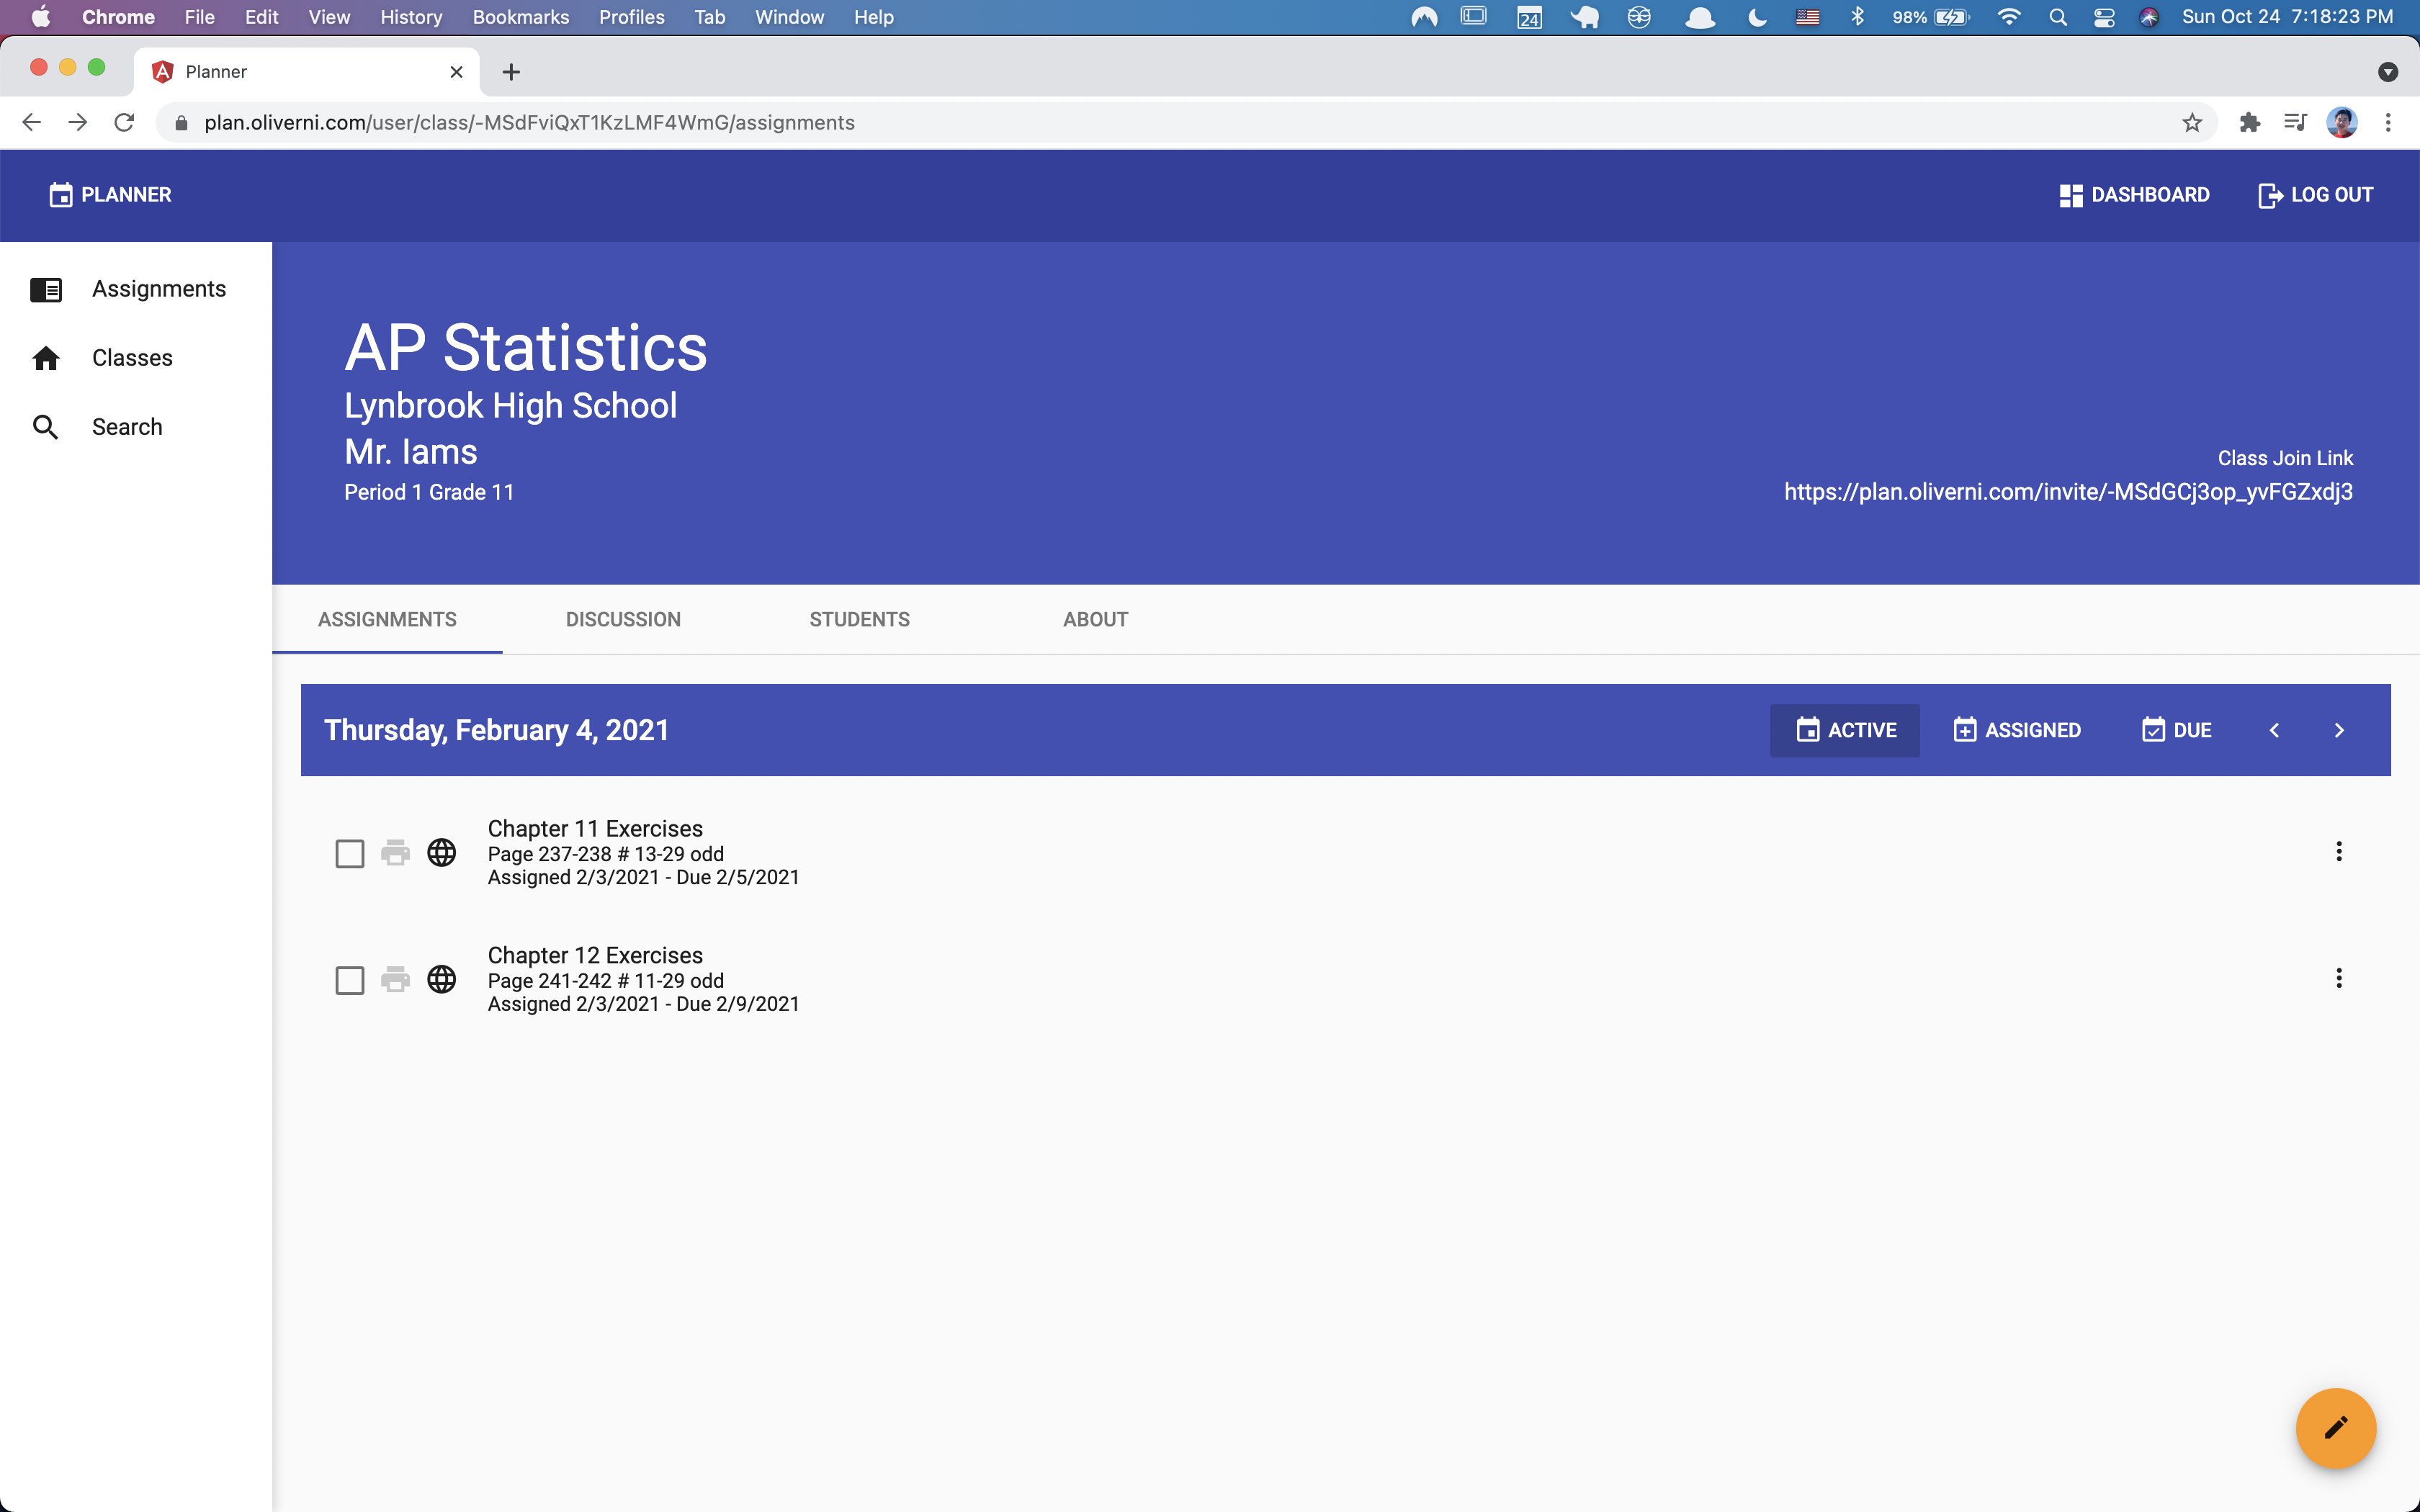 Chrome File Edit View History Bookmarks Profiles Tab Window Help 24 98% Sun Oct 24 7:18:23 PM
Planner
plan.oliverni.com/user/class/-MSdFviQxT1KzLMF4WmG/assignments
PLANNER DASHBOARD LOG OUT
Assignments
Classes
Search
AP Statistics
Lynbrook High School
Mr. Iams
Period 1 Grade 11
Class Join Link
https://plan.oliverni.com/invite/-MSdGCj3op_yvFGZxdj3
ASSIGNMENTS DISCUSSION STUDENTS ABOUT
Thursday, February 4, 2021 ACTIVE ASSIGNED DUE
Chapter 11 Exercises
Page 237-238 # 13-29 odd
Assigned 2/3/2021 - Due 2/5/2021
Chapter 12 Exercises
Page 241-242 # 11-29 odd
Assigned 2/3/2021 - Due 2/9/2021